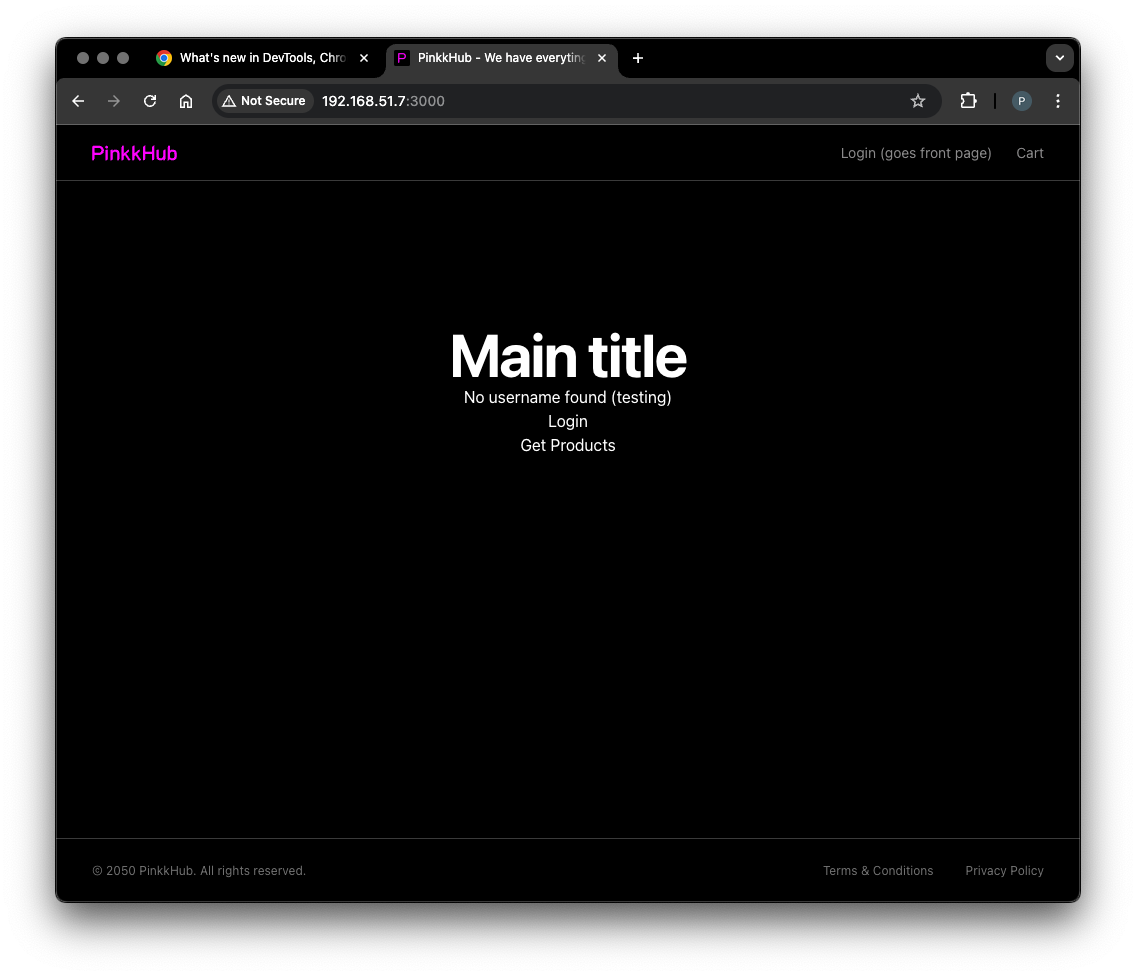 What's new in DevTools, Chro
PinkkHub - We have everyting
Not Secure
192.168.51.7:3000
P
PinkkHub
Login (goes front page)
Cart
Main title
No username found (testing)
Login
Get Products
© 2050 PinkkHub. All rights reserved.
Terms & Conditions
Privacy Policy